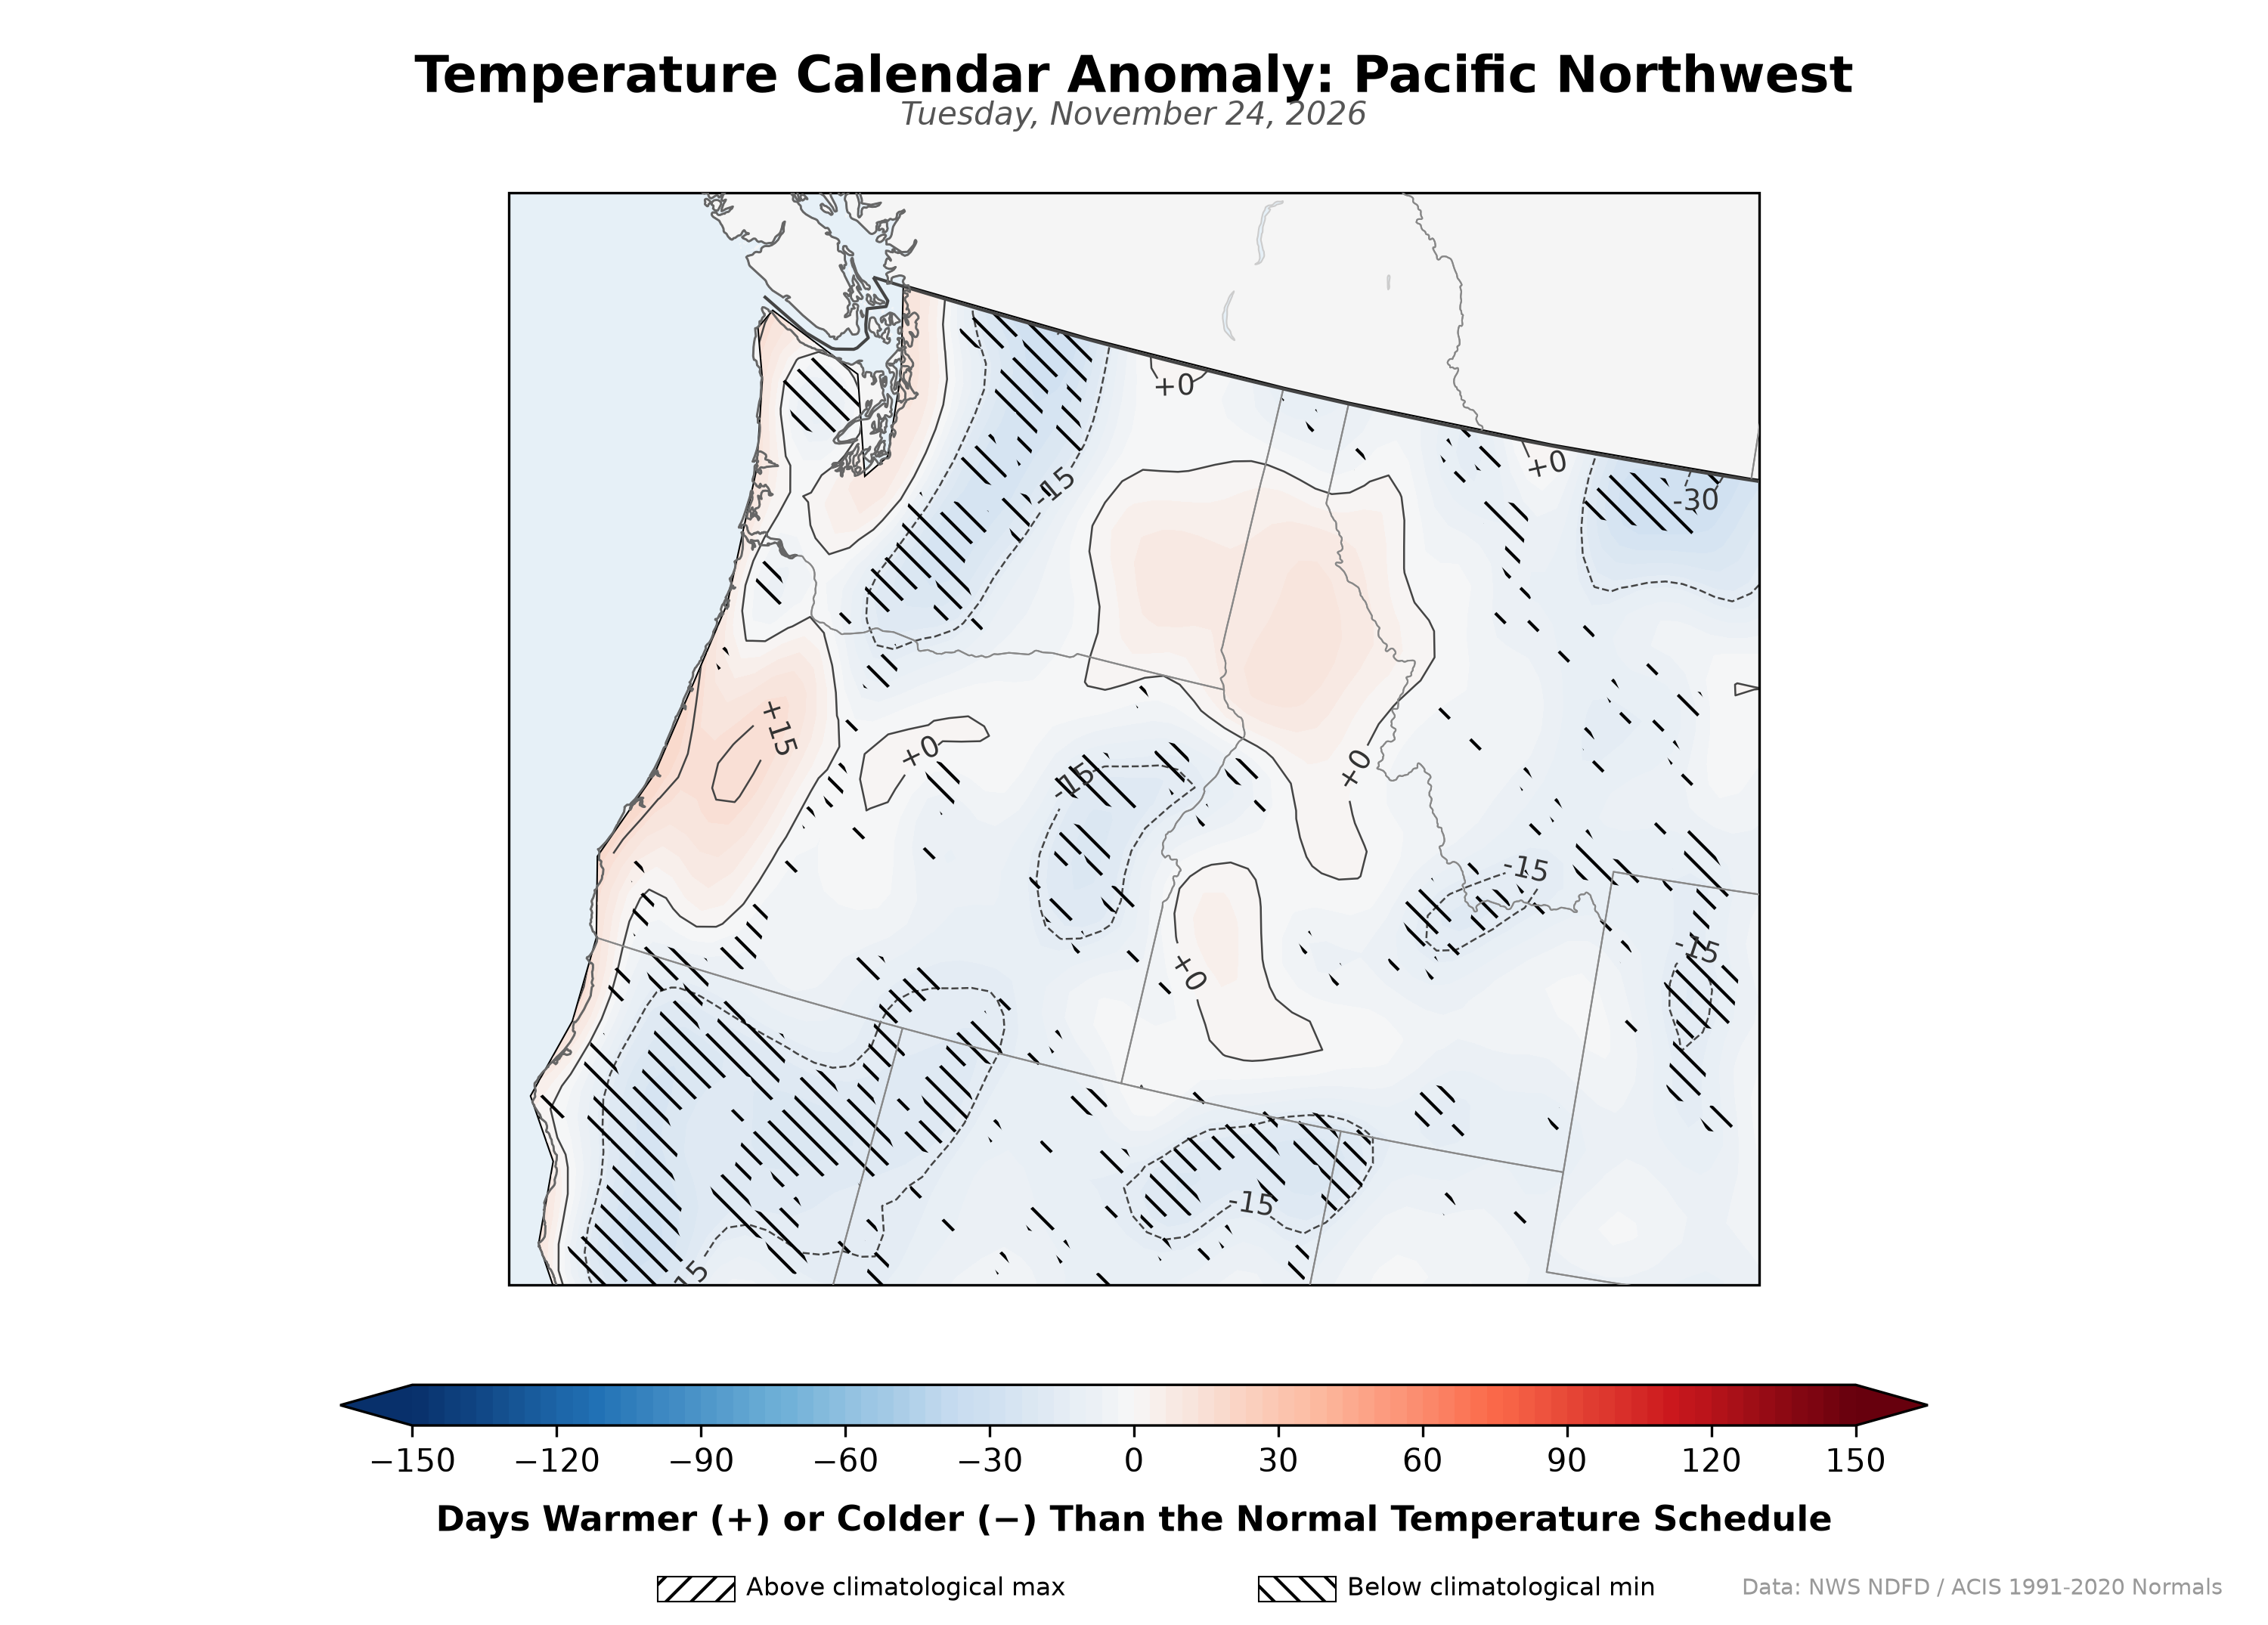 Temperature Calendar Anomaly: Pacific Northwest
Tuesday, November 24, 2026
+0
-15
+0
-30
+15
+0
-15
+0
-15
+0
-15
-15
15
−150 −120 −90 −60 −30 0 30 60 90 120 150
Days Warmer (+) or Colder (−) Than the Normal Temperature Schedule
Above climatological max
Below climatological min
Data: NWS NDFD / ACIS 1991-2020 Normals